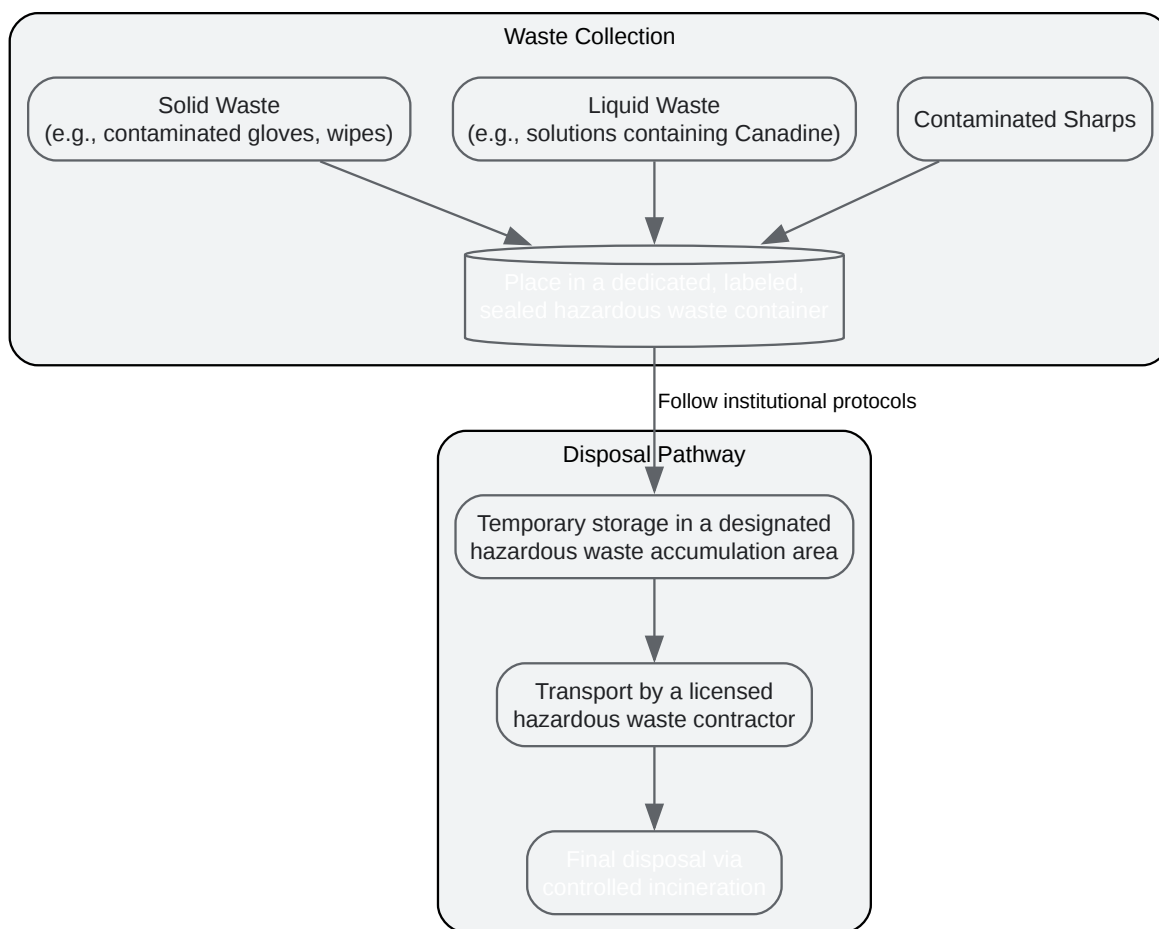 Waste Collection
Solid Waste
(e.g., contaminated gloves, wipes)
Liquid Waste
(e.g., solutions containing Canadine)
Contaminated Sharps
Place in a dedicated, labeled,
sealed hazardous waste container
Follow institutional protocols
Disposal Pathway
Temporary storage in a designated
hazardous waste accumulation area
Transport by a licensed
hazardous waste contractor
Final disposal via
controlled incineration